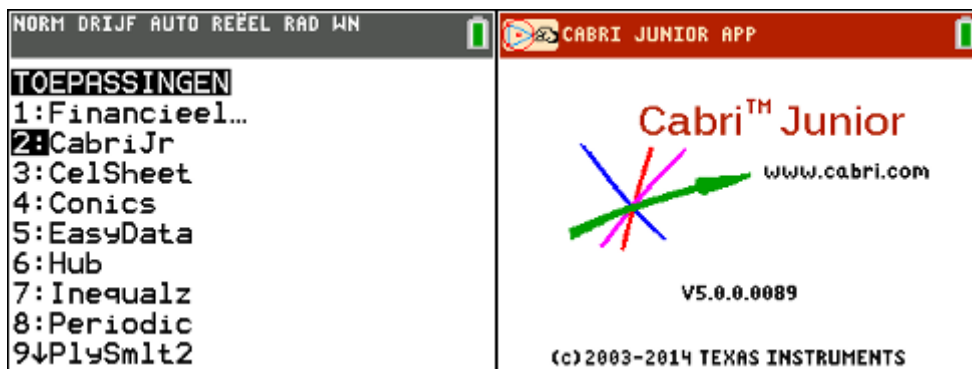 NORM DRIJF AUTO REËEL RAD WN
TOEPASSINGEN
1:Financieel…
2:CabriJr
3:CelSheet
4:Conics
5:EasyData
6:Hub
7:Inequalz
8:Periodic
9↓PlySmlt2
CABRI JUNIOR APP
Cabri™ Junior
www.cabri.com
V5.0.0.0089
(c)2003-2014 TEXAS INSTRUMENTS